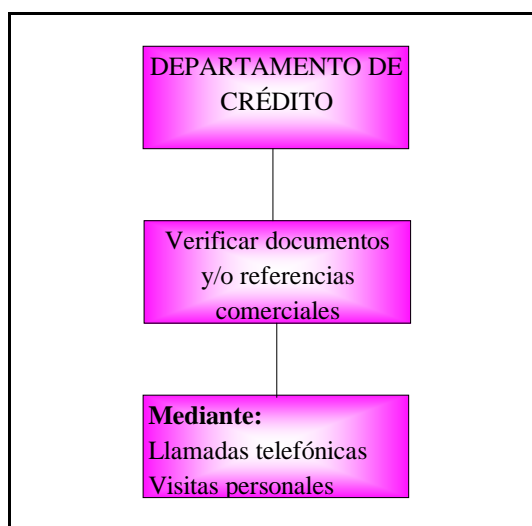 DEPARTAMENTO DE
CRÉDITO
Verificar documentos
y/o referencias
comerciales
Mediante:
Llamadas telefónicas
Visitas personales